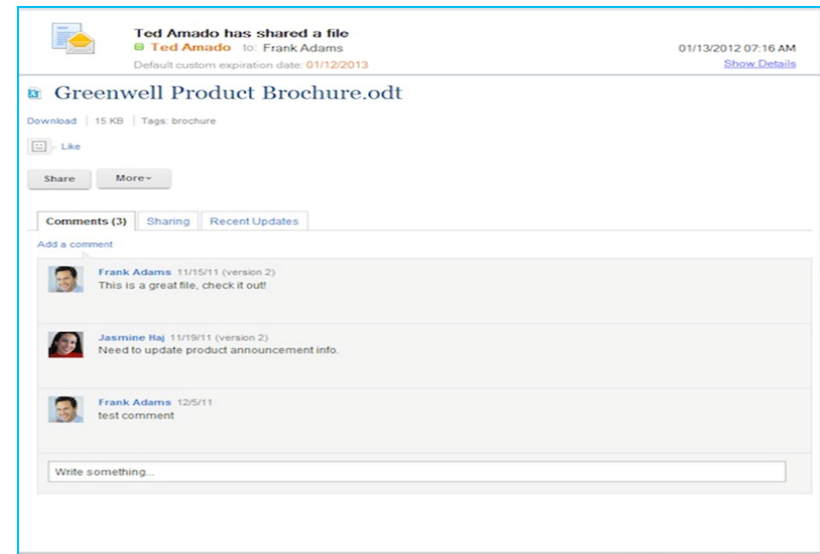 Ted Amado has shared a file
Ted Amado to: Frank Adams
01/13/2012 07:16 AM
Default custom expiration date: 01/12/2013
Show Details
Greenwell Product Brochure.odt
Download | 15 KB | Tags: brochure
Like
Share More
Comments (3) Sharing Recent Updates
Add a comment
Frank Adams 11/15/11 (version 2)
This is a great file, check it out!
Jasmine Haj 11/19/11 (version 2)
Need to update product announcement info.
Frank Adams 12/5/11
test comment
Write something...